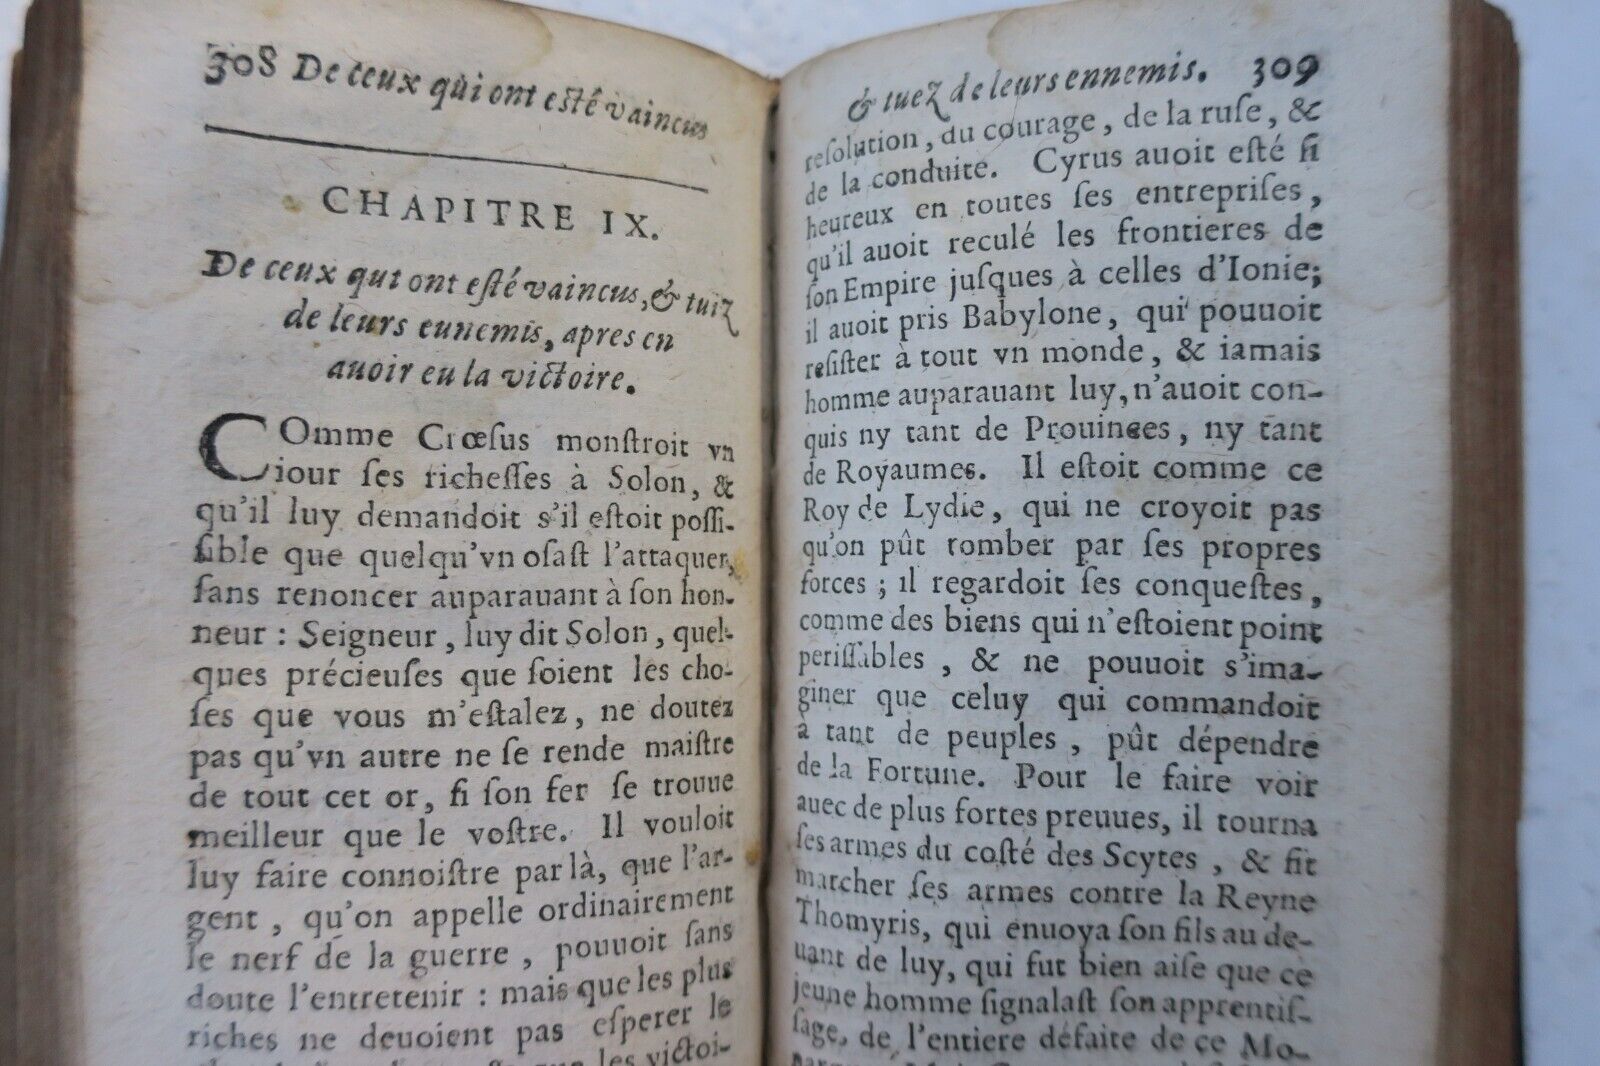 308 De ceux qui ont esté vaincus
CHAPITRE IX.
De ceux qui ont eſté vaincus, & tuez
de leurs eunemis, apres en
auoir eu la victoire.
COmme Crœſus monſtroit vn
iour ſes richeſſes à Solon, &
qu'il luy demandoit s'il eſtoit poſſi-
ſible que quelqu'vn oſaſt l'attaquer,
ſans renoncer auparauant à ſon hon-
neur : Seigneur, luy dit Solon, quel-
ques précieuſes que ſoient les cho-
ſes que vous m'eſtalez, ne doutez
pas qu'vn autre ne ſe rende maiſtre
de tout cet or, ſi ſon fer ſe trouue
meilleur que le voſtre. Il vouloit
luy faire connoiſtre par là, que l'ar-
gent, qu'on appelle ordinairement
le nerf de la guerre, pouuoit ſans
doute l'entretenir : mais que les plus
riches ne deuoient pas eſperer le
les victoi-
& tuez de leurs ennemis. 309
reſolution, du courage, de la ruſe, &
de la conduite. Cyrus auoit eſté ſi
heureux en toutes ſes entrepriſes,
qu'il auoit reculé les frontieres de
ſon Empire juſques à celles d'Ionie;
il auoit pris Babylone, qui pouuoit
reſiſter à tout vn monde, & iamais
homme auparauant luy, n'auoit con-
quis ny tant de Prouinces, ny tant
de Royaumes. Il eſtoit comme ce
Roy de Lydie, qui ne croyoit pas
qu'on pût tomber par ſes propres
forces ; il regardoit ſes conqueſtes,
comme des biens qui n'eſtoient point
periſſables, & ne pouuoit s'ima-
giner que celuy qui commandoit
à tant de peuples, pût dépendre
de la Fortune. Pour le faire voir
auec de plus fortes preuues, il tourna
ſes armes du coſté des Scytes, & fit
marcher ſes armes contre la Reyne
Thomyris, qui enuoya ſon fils au de-
uant de luy, qui fut bien aiſe que ce
jeune homme ſignalaſt ſon apprentiſ-
ſage, de l'entiere défaite de ce Mo-